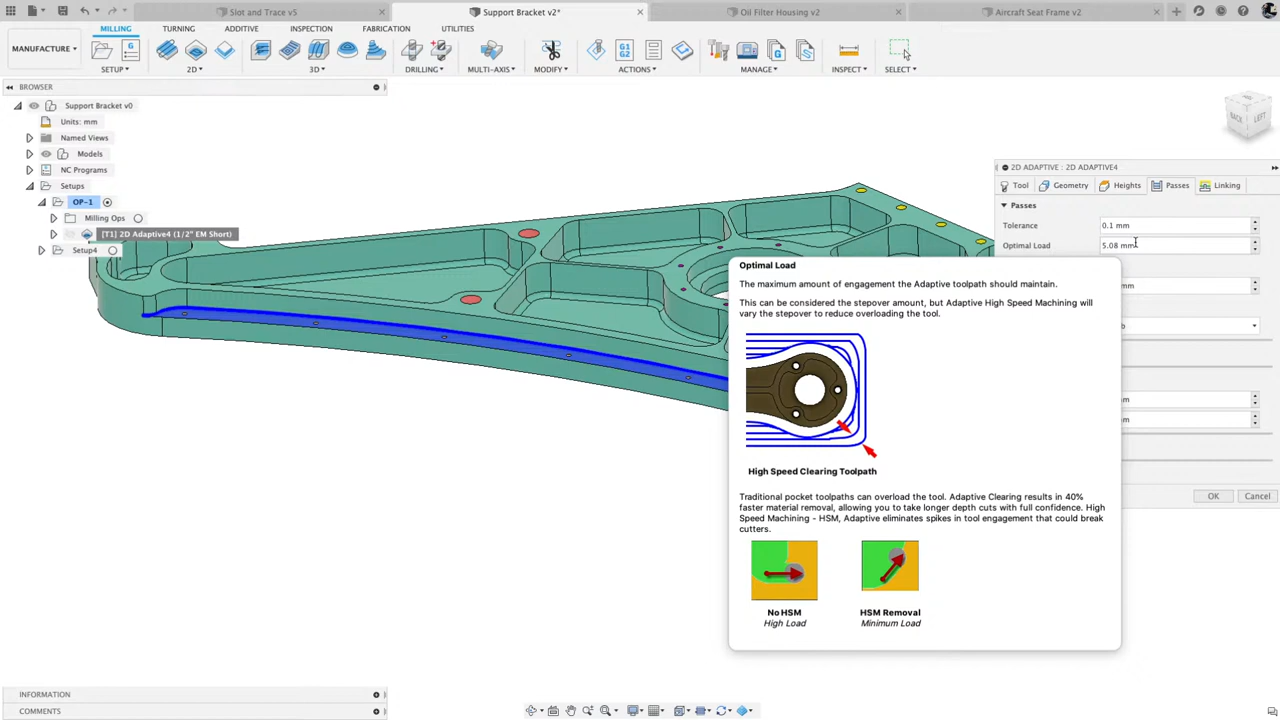 Slot and Trace v5
Support Bracket v2*
Oil Filter Housing v2
Aircraft Seat Frame v2
MANUFACTURE
MILLING
TURNING
ADDITIVE
INSPECTION
FABRICATION
UTILITIES
SETUP
2D
3D
DRILLING
MULTI-AXIS
MODIFY
ACTIONS
MANAGE
INSPECT
SELECT
BROWSER
Support Bracket v0
Units: mm
Named Views
Models
NC Programs
Setups
OP-1
Milling Ops
[T1] 2D Adaptive4 (1/2" EM Short)
Setup4
BACK
LEFT
2D ADAPTIVE : 2D ADAPTIVE4
Tool
Geometry
Heights
Passes
Linking
Passes
Tolerance
0.1 mm
Optimal Load
5.08 mm
Optimal Load
The maximum amount of engagement the Adaptive toolpath should maintain.
This can be considered the stepover amount, but Adaptive High Speed Machining will
vary the stepover to reduce overloading the tool.
High Speed Clearing Toolpath
Traditional pocket toolpaths can overload the tool. Adaptive Clearing results in 40%
faster material removal, allowing you to take longer depth cuts with full confidence. High
Speed Machining - HSM, Adaptive eliminates spikes in tool engagement that could break
cutters.
No HSM
High Load
HSM Removal
Minimum Load
mm
b
m
m
OK
Cancel
INFORMATION
COMMENTS